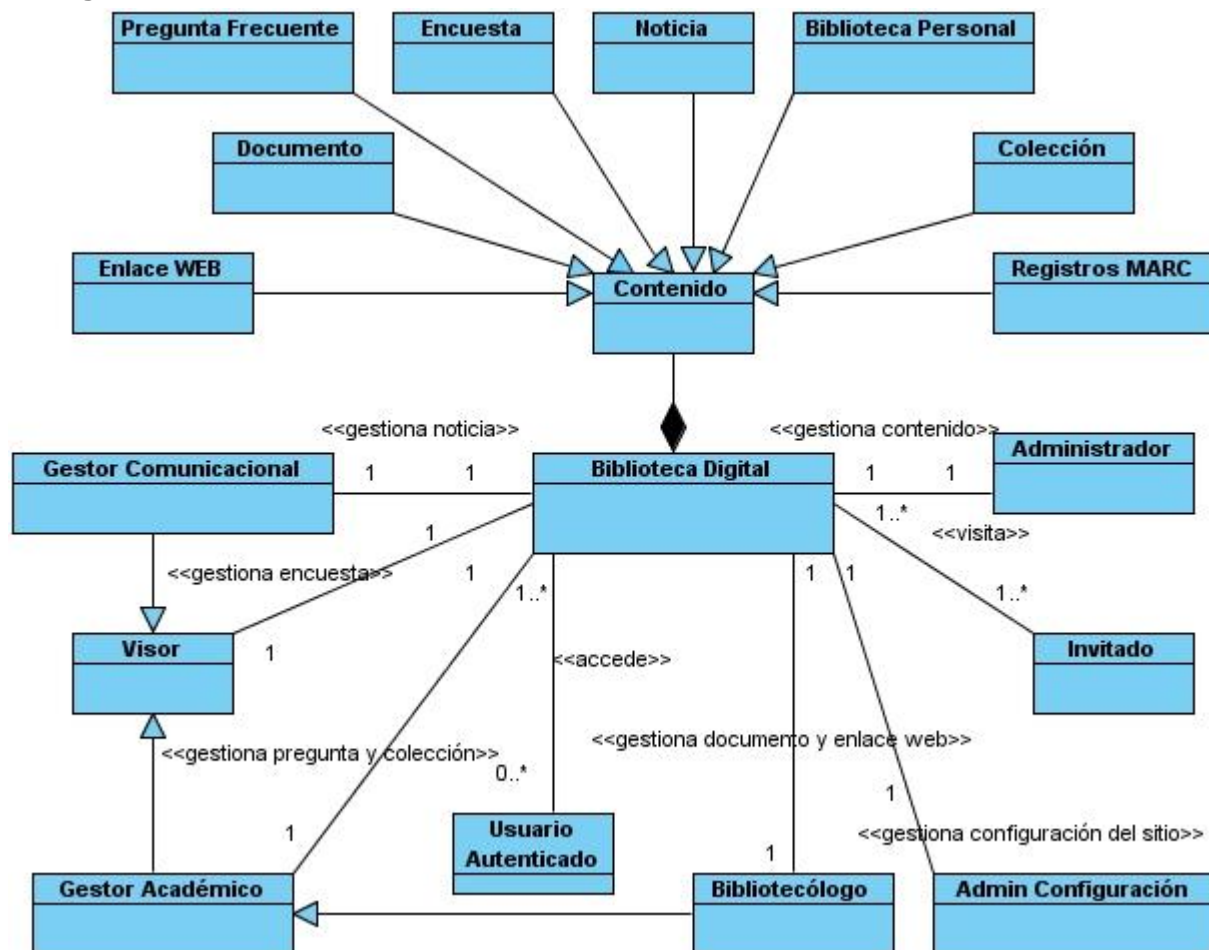 Pregunta Frecuente
Encuesta
Noticia
Biblioteca Personal
Documento
Colección
Enlace WEB
Contenido
Registros MARC
<<gestiona noticia>>
<<gestiona contenido>>
Gestor Comunicacional
1
1
Biblioteca Digital
1
1
Administrador
1..*
<<visita>>
1
<<gestiona encuesta>>
1
1..*
1
1
1..*
Visor
1
<<accede>>
Invitado
<<gestiona pregunta y colección>>
<<gestiona documento y enlace web>>
0..*
1
1
Usuario
Autenticado
<<gestiona configuración del sitio>>
1
Gestor Académico
Bibliotecólogo
Admin Configuración